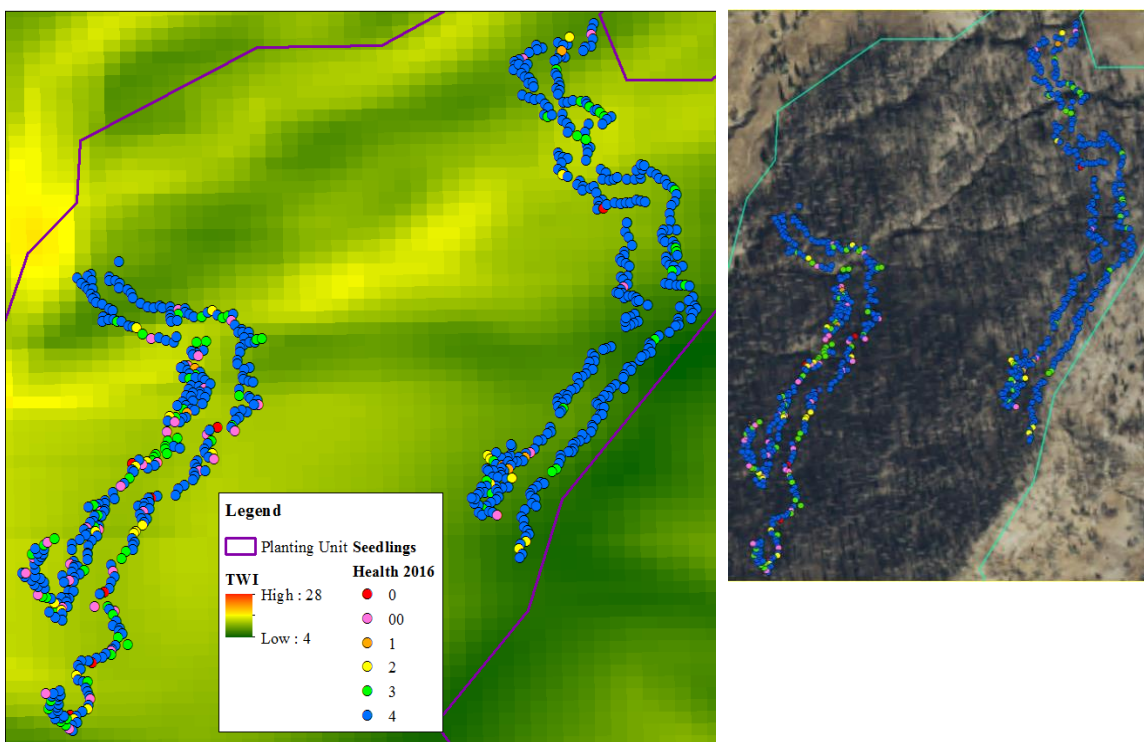 Legend
Planting Unit
TWI
High : 28
Low : 4
Seedlings
Health 2016
0
00
1
2
3
4